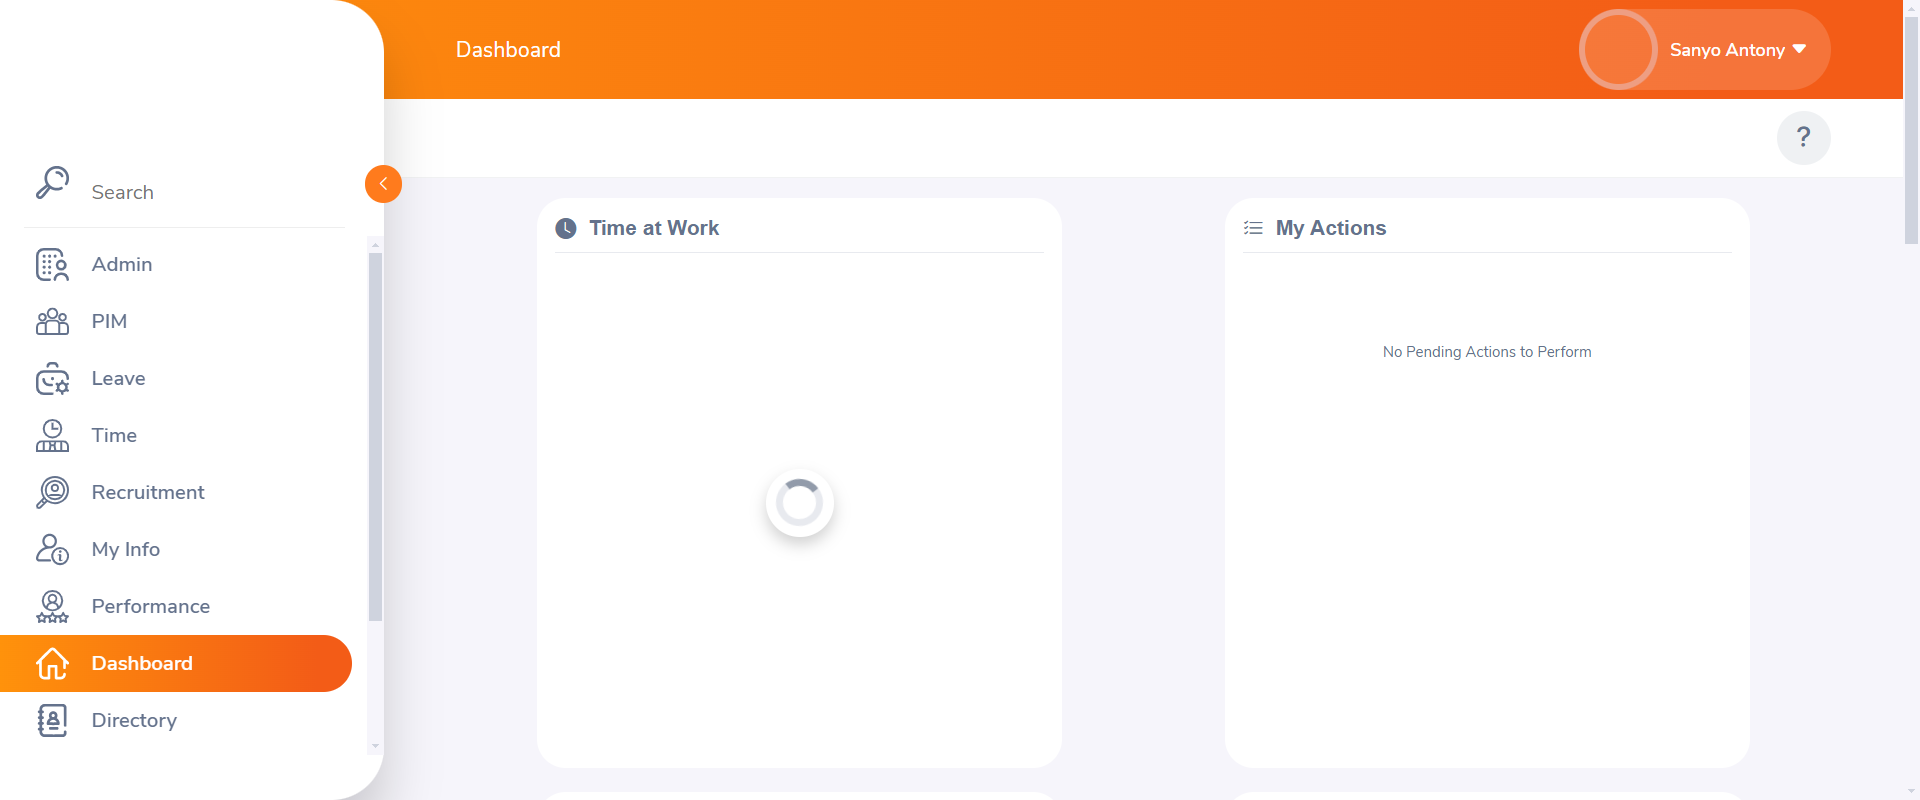 Dashboard
Sanyo Antony
?
Search
Admin
PIM
Leave
Time
Recruitment
My Info
Performance
Dashboard
Directory
Time at Work
My Actions
No Pending Actions to Perform